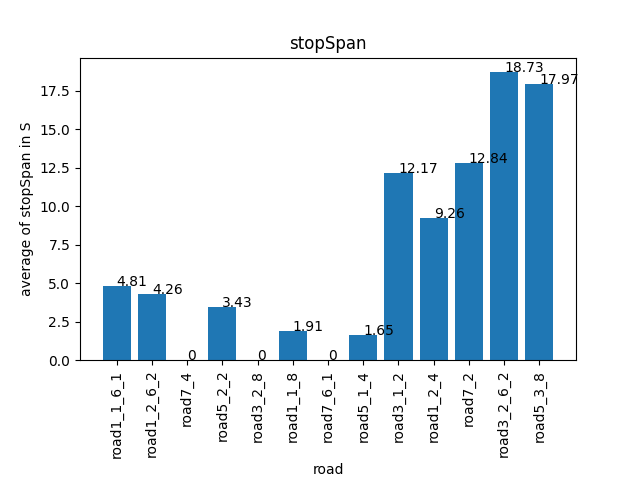 stopSpan
average of stopSpan in S
17.5
15.0
12.5
10.0
7.5
5.0
2.5
0.0
4.81
4.26
0
3.43
0
1.91
0
1.65
12.17
9.26
12.84
18.73
17.97
road1_1_6_1
road1_2_6_2
road7_4
road5_2_2
road3_2_8
road1_1_8
road7_6_1
road5_1_4
road3_1_2
road1_2_4
road7_2
road3_2_6_2
road5_3_8
road